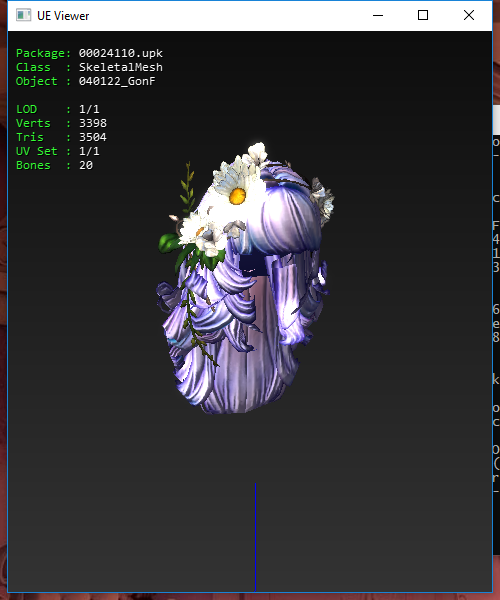 UE Viewer
Package: 00024110.upk
Class : SkeletalMesh
Object : 040122_GonF
LOD : 1/1
Verts : 3398
Tris : 3504
UV Set : 1/1
Bones : 20